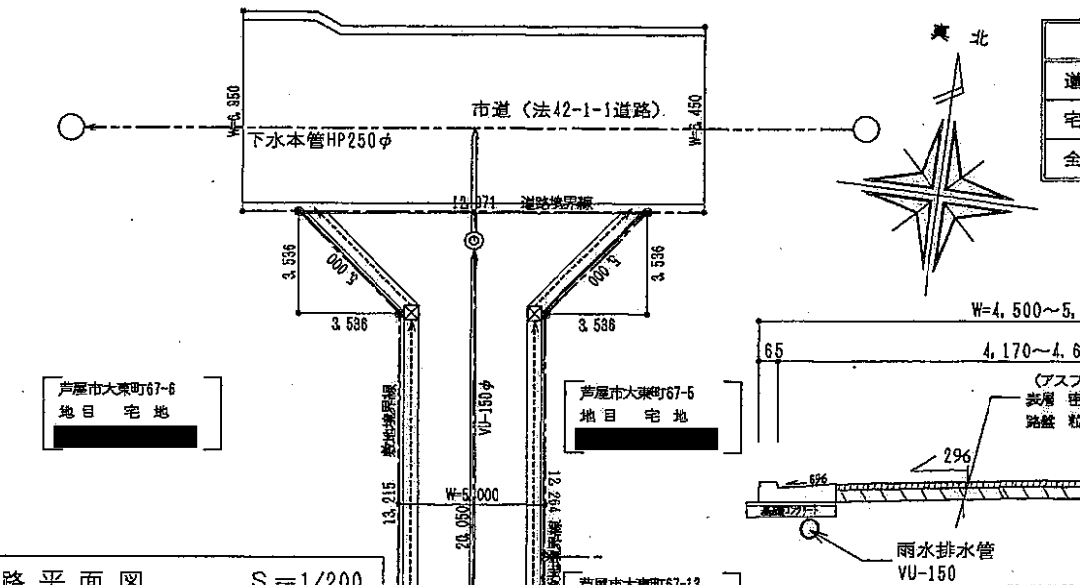 真 北
道
宅
金
W=6.950
市道（法42-1-1道路）
下水本管HP250φ
12.071 道路境界線
3.536
5.000
3.536
5.000
3.536
3.536
W=4,500～5,
65
4,170～4,6
(アスフ
表層 密
路盤 粒
芦屋市大東町67-6
地目 宅地
敷地境界線
VU-150φ
芦屋市大東町67-5
地目 宅地
296
13.215
W=5.000
20.050
12.264
雨水排水管
VU-150
路平面図 S=1/200
芦屋市大東町67-12